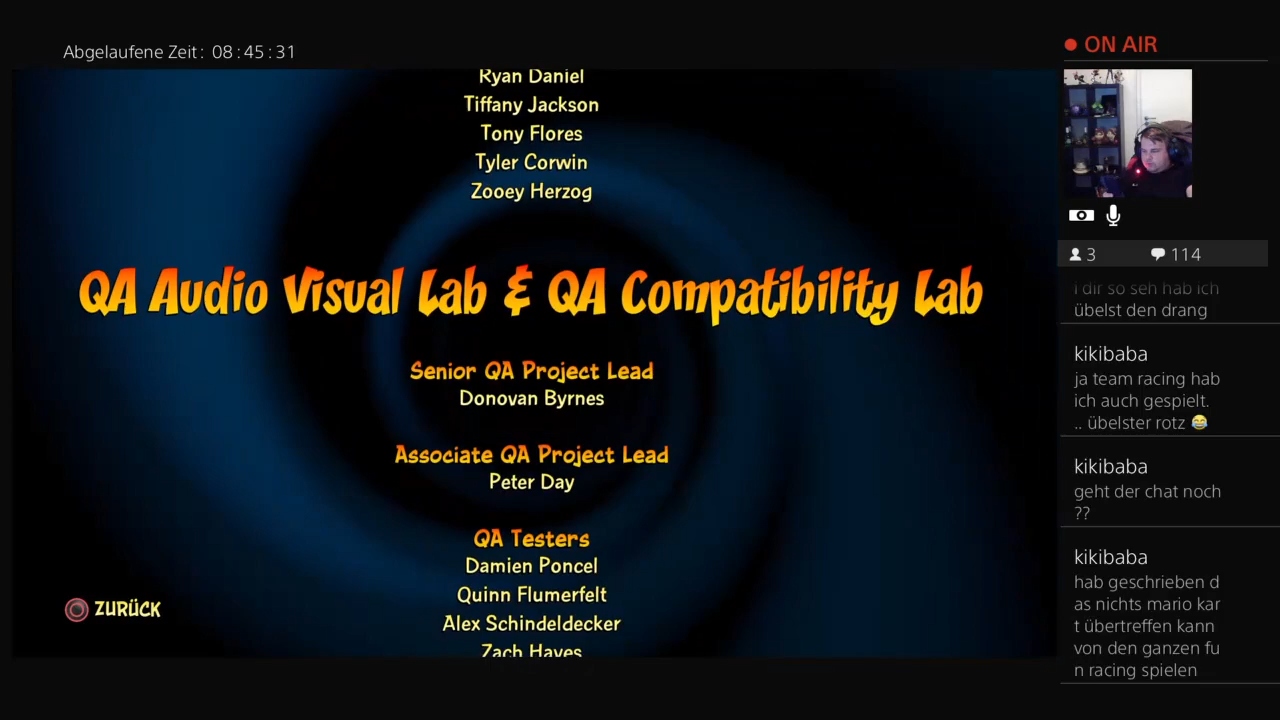 Abgelaufene Zeit: 08:45:31
ON AIR
Ryan Daniel
Tiffany Jackson
Tony Flores
Tyler Corwin
Zooey Herzog
QA Audio Visual Lab & QA Compatibility Lab
Senior QA Project Lead
Donovan Byrnes
Associate QA Project Lead
Peter Day
QA Testers
Damien Poncel
Quinn Flumerfelt
Alex Schindeldecker
Zach Hayes
ZURÜCK
3 114
i dir so seh hab ich
übelst den drang
kikibaba
ja team racing hab
ich auch gespielt.
.. übelster rotz 😂
kikibaba
geht der chat noch
??
kikibaba
hab geschrieben d
as nichts mario kar
t übertreffen kann
von den ganzen fu
n racing spielen